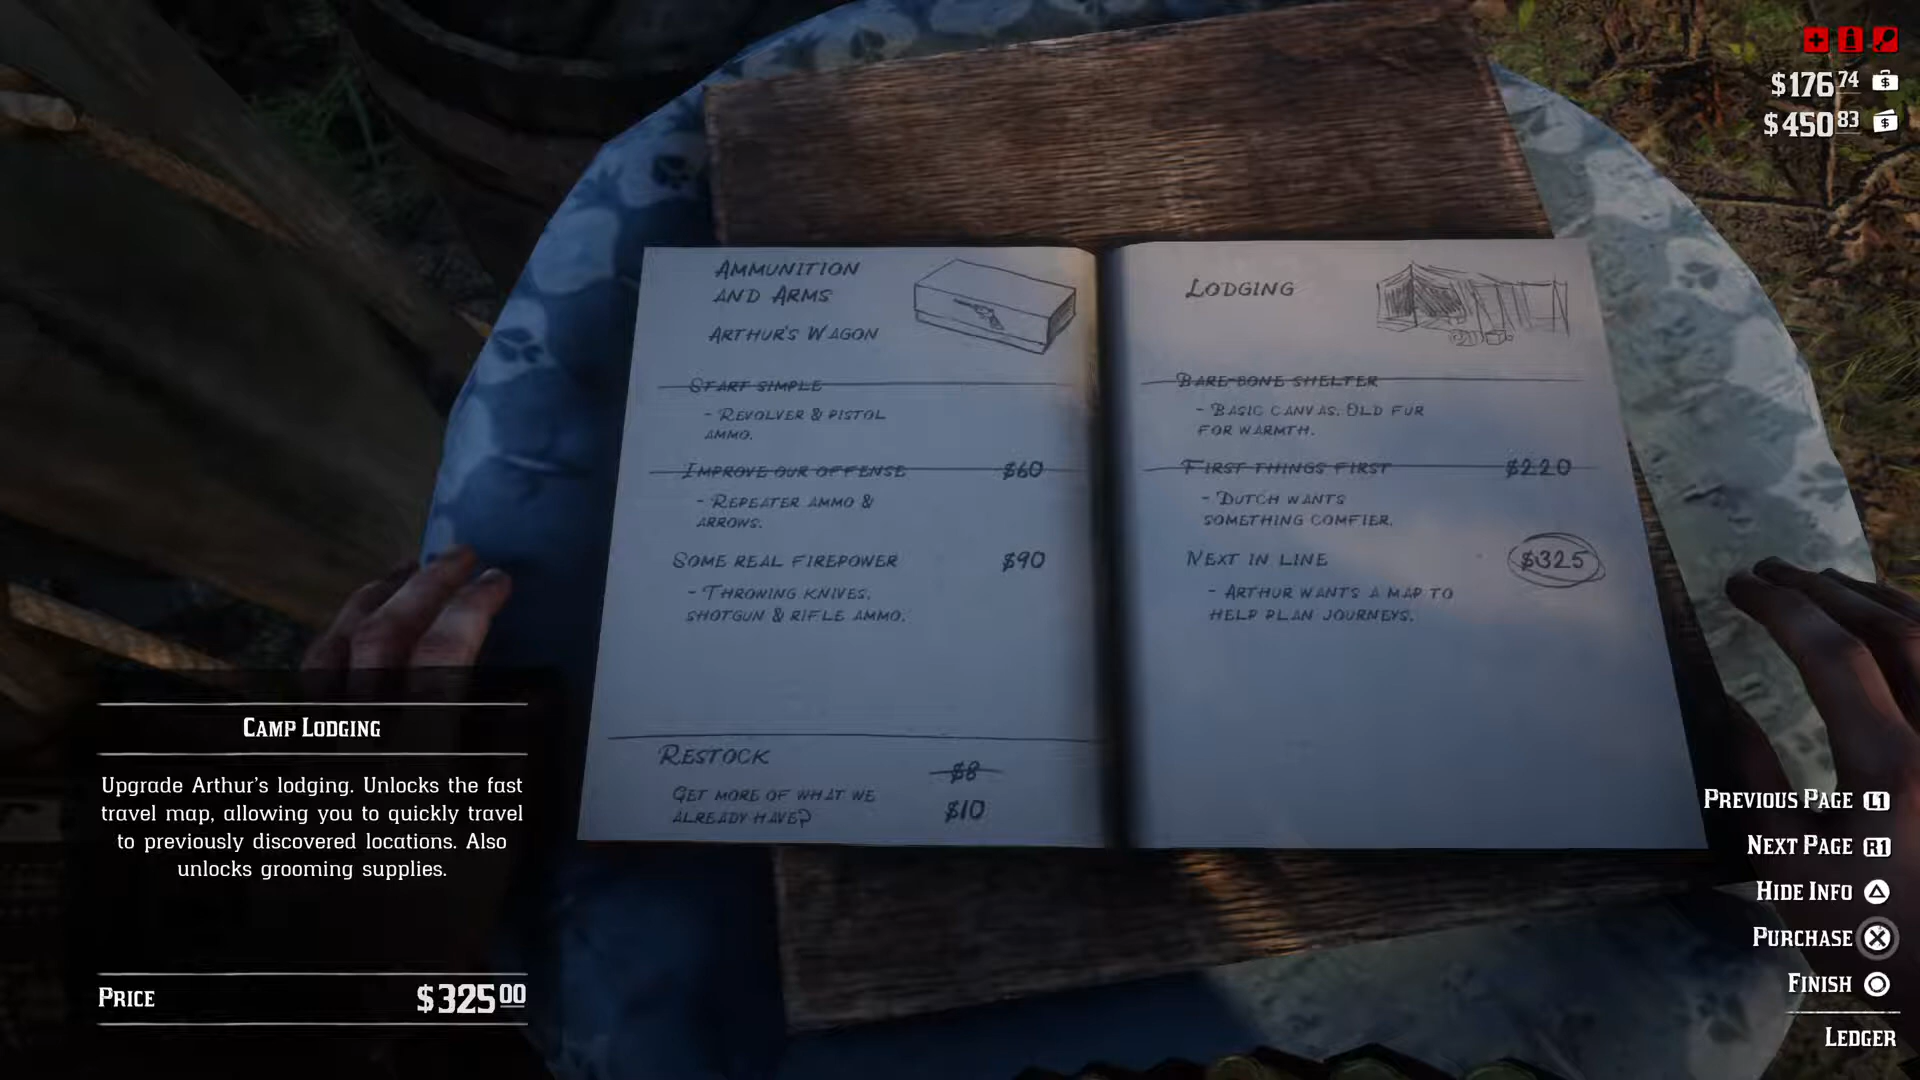 $176 74
$450 83
AMMUNITION
AND ARMS
ARTHUR'S WAGON
START SIMPLE
- REVOLVER & PISTOL
AMMO.
IMPROVE OUR OFFENSE $60
- REPEATER AMMO &
ARROWS.
SOME REAL FIREPOWER $90
- THROWING KNIVES.
SHOTGUN & RIFLE AMMO.
RESTOCK
$8
GET MORE OF WHAT WE
ALREADY HAVE?
$10
LODGING
BARE-BONE SHELTER
- BASIC CANVAS. OLD FUR
FOR WARMTH.
FIRST THINGS FIRST $220
- DUTCH WANTS
SOMETHING COMFIER.
NEXT IN LINE $325
- ARTHUR WANTS A MAP TO
HELP PLAN JOURNEYS.
CAMP LODGING
Upgrade Arthur's lodging. Unlocks the fast
travel map, allowing you to quickly travel
to previously discovered locations. Also
unlocks grooming supplies.
PRICE $325 00
PREVIOUS PAGE L1
NEXT PAGE R1
HIDE INFO
PURCHASE
FINISH
LEDGER